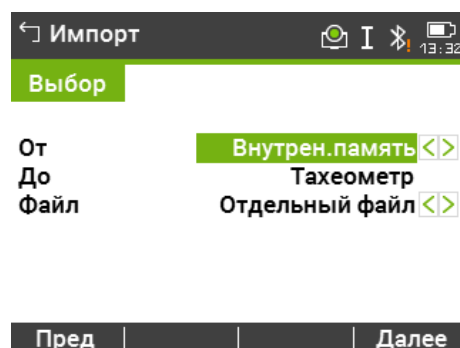 Импорт
I
13:32
Выбор
От Внутрен.память
До Тахеометр
Файл Отдельный файл
Пред Далее